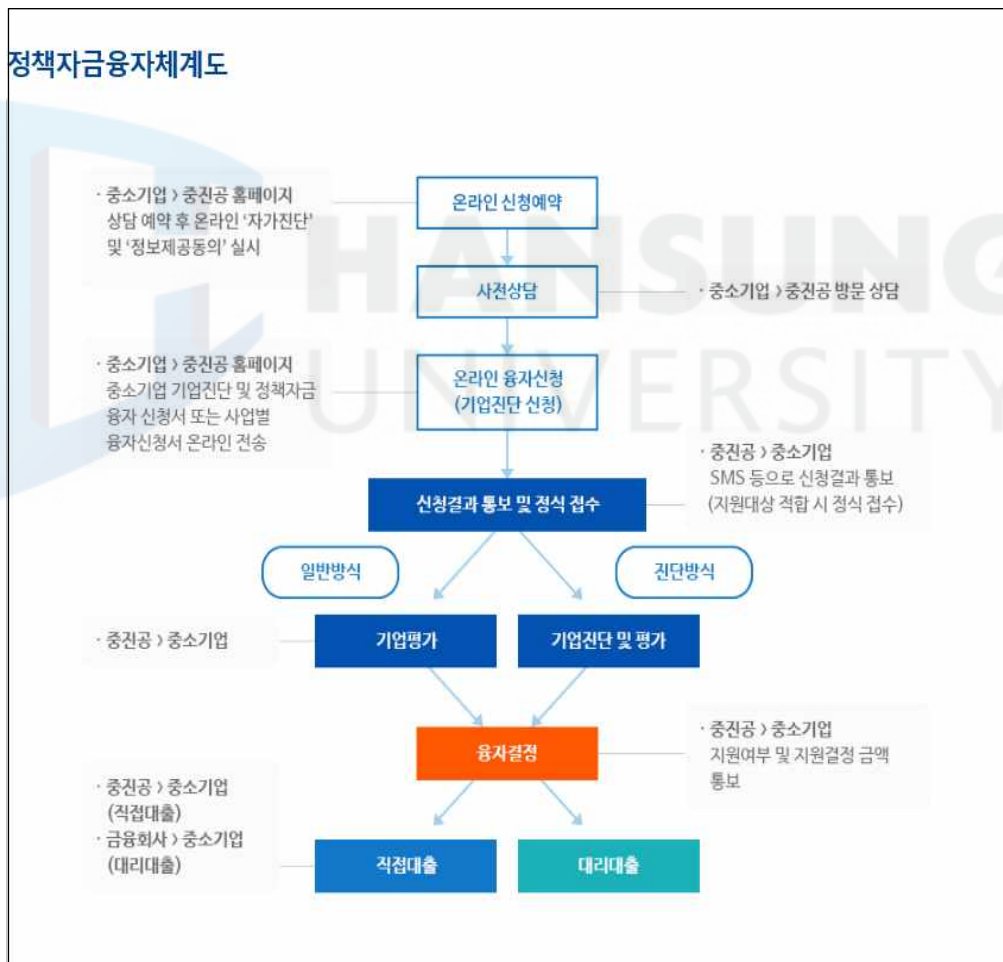 정책자금융자체계도
· 중소기업 > 중진공 홈페이지
상담 예약 후 온라인 '자가진단'
및 '정보제공동의' 실시
온라인 신청예약
HANSUNG
UNIVERSITY
사전상담
· 중소기업 > 중진공 방문 상담
· 중소기업 > 중진공 홈페이지
중소기업 기업진단 및 정책자금
융자 신청서 또는 사업별
융자신청서 온라인 전송
온라인 융자신청
(기업진단 신청)
· 중진공 > 중소기업
SMS 등으로 신청결과 통보
(지원대상 적합 시 정식 접수)
신청결과 통보 및 정식 접수
일반방식
진단방식
· 중진공 > 중소기업
기업평가
기업진단 및 평가
융자결정
· 중진공 > 중소기업
지원여부 및 지원결정 금액
통보
· 중진공 > 중소기업
(직접대출)
· 금융회사 > 중소기업
(대리대출)
직접대출
대리대출